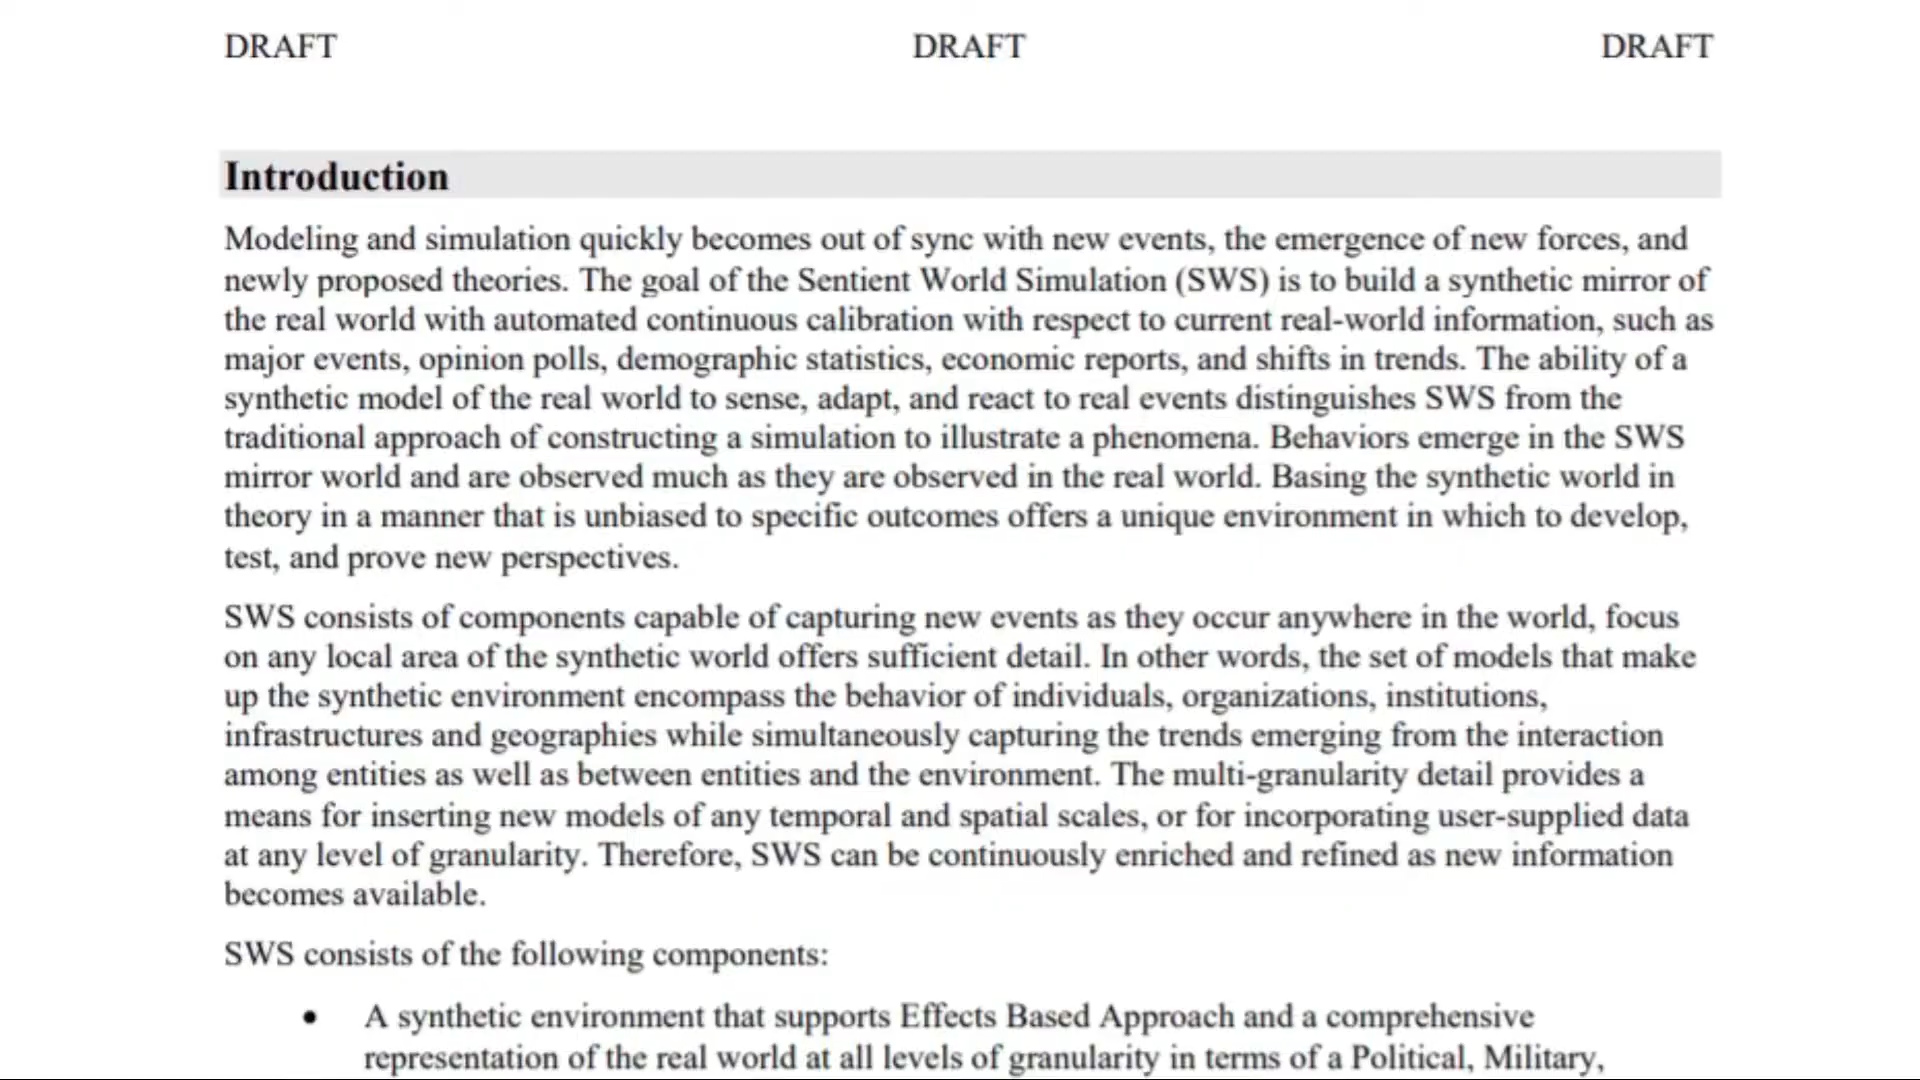 DRAFT DRAFT DRAFT
Introduction
Modeling and simulation quickly becomes out of sync with new events, the emergence of new forces, and
newly proposed theories. The goal of the Sentient World Simulation (SWS) is to build a synthetic mirror of
the real world with automated continuous calibration with respect to current real-world information, such as
major events, opinion polls, demographic statistics, economic reports, and shifts in trends. The ability of a
synthetic model of the real world to sense, adapt, and react to real events distinguishes SWS from the
traditional approach of constructing a simulation to illustrate a phenomena. Behaviors emerge in the SWS
mirror world and are observed much as they are observed in the real world. Basing the synthetic world in
theory in a manner that is unbiased to specific outcomes offers a unique environment in which to develop,
test, and prove new perspectives.
SWS consists of components capable of capturing new events as they occur anywhere in the world, focus
on any local area of the synthetic world offers sufficient detail. In other words, the set of models that make
up the synthetic environment encompass the behavior of individuals, organizations, institutions,
infrastructures and geographies while simultaneously capturing the trends emerging from the interaction
among entities as well as between entities and the environment. The multi-granularity detail provides a
means for inserting new models of any temporal and spatial scales, or for incorporating user-supplied data
at any level of granularity. Therefore, SWS can be continuously enriched and refined as new information
becomes available.
SWS consists of the following components:
• A synthetic environment that supports Effects Based Approach and a comprehensive
representation of the real world at all levels of granularity in terms of a Political, Military,